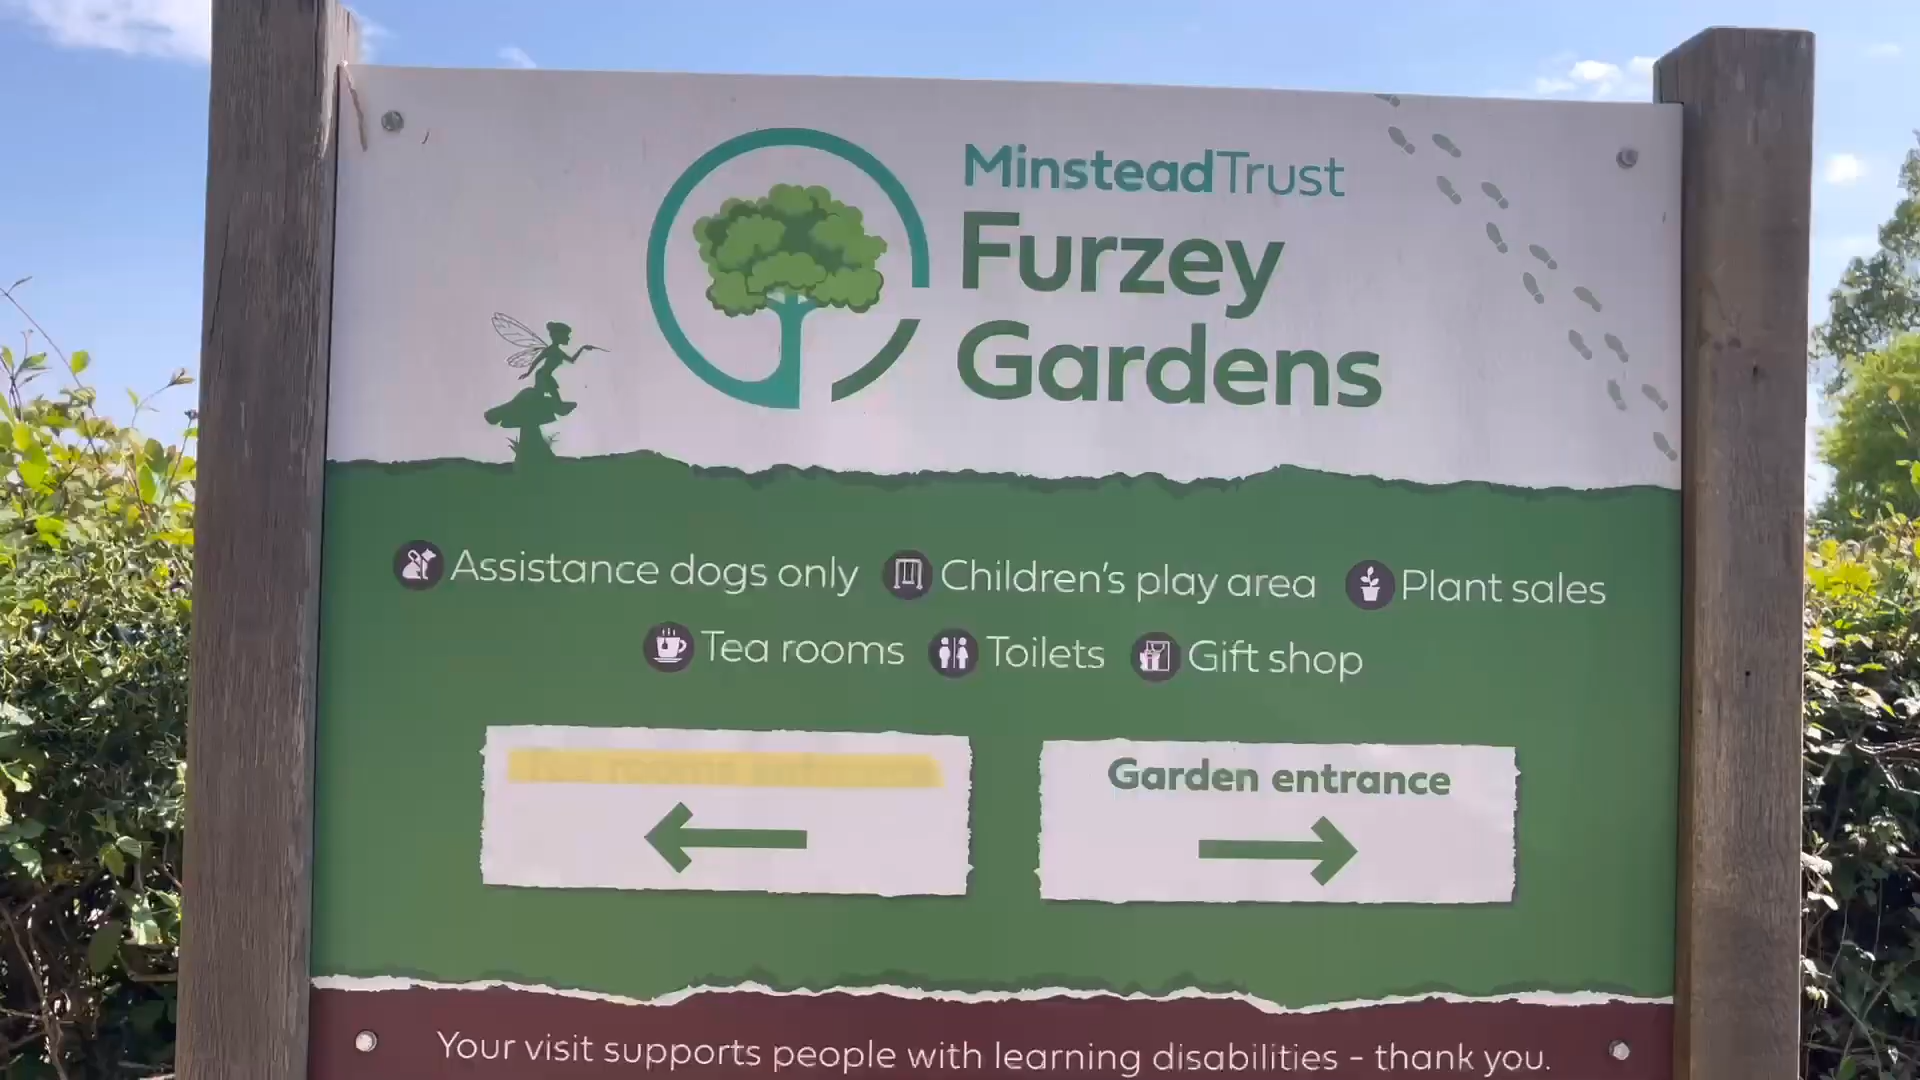 MinsteadTrust
Furzey
Gardens
Assistance dogs only Children's play area Plant sales
Tea rooms Toilets Gift shop
Garden entrance
Your visit supports people with learning disabilities - thank you.